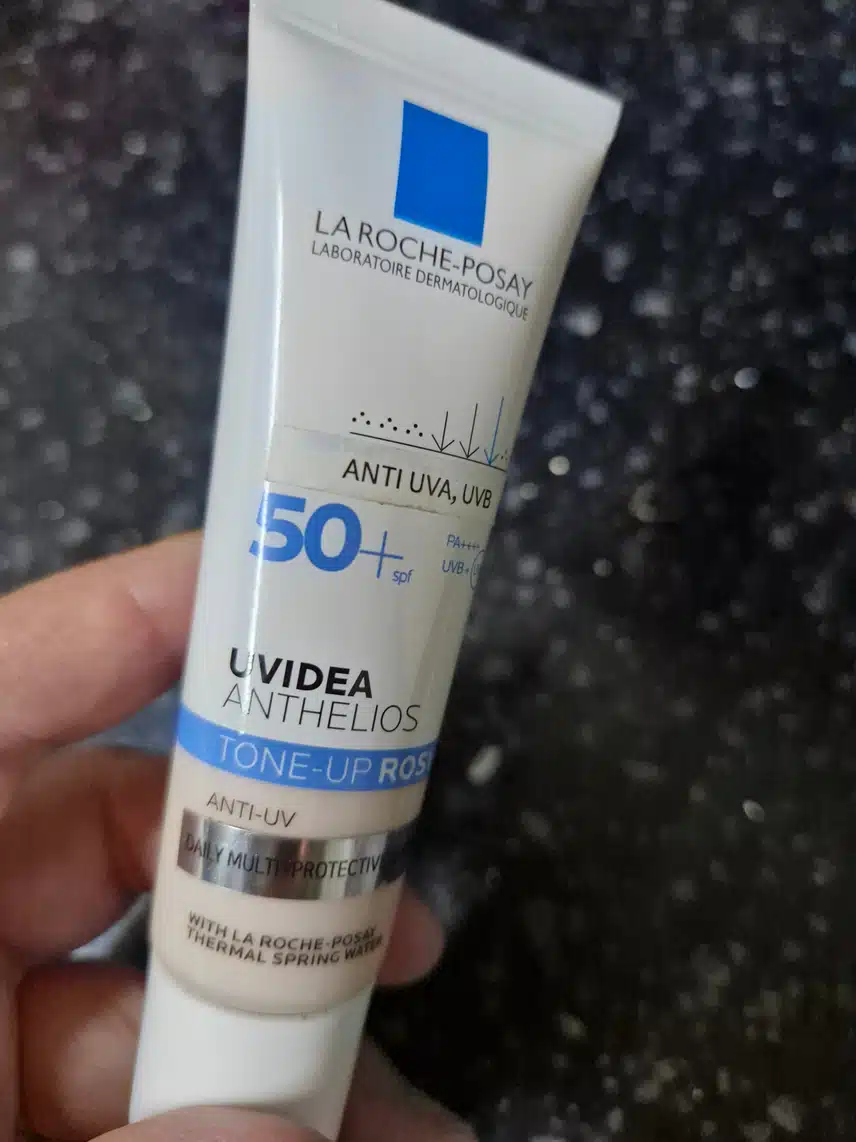 LA ROCHE-POSAY
LABORATOIRE DERMATOLOGIQUE
ANTI UVA, UVB
50+ spf
PA++++
UVB+
UVIDEA
ANTHELIOS
TONE-UP
ANTI-UV
DAILY MULTI-PROTECTIVE
WITH LA ROCHE-POSAY
THERMAL SPRING WATER